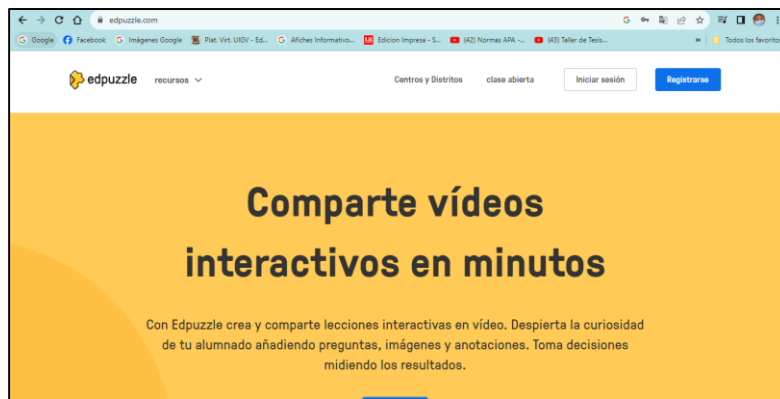 edpuzzle.com
Google Facebook Imágenes Google Plat. Virt. UIGV - Ed... Afiches Informativo... Edicion Impresa - S... (42) Normas APA -... (43) Taller de Tesis... » Todos los favoritos
edpuzzle recursos Centros y Distritos clase abierta Iniciar sesión Registrarse
Comparte vídeos
interactivos en minutos
Con Edpuzzle crea y comparte lecciones interactivas en vídeo. Despierta la curiosidad
de tu alumnado añadiendo preguntas, imágenes y anotaciones. Toma decisiones
midiendo los resultados.